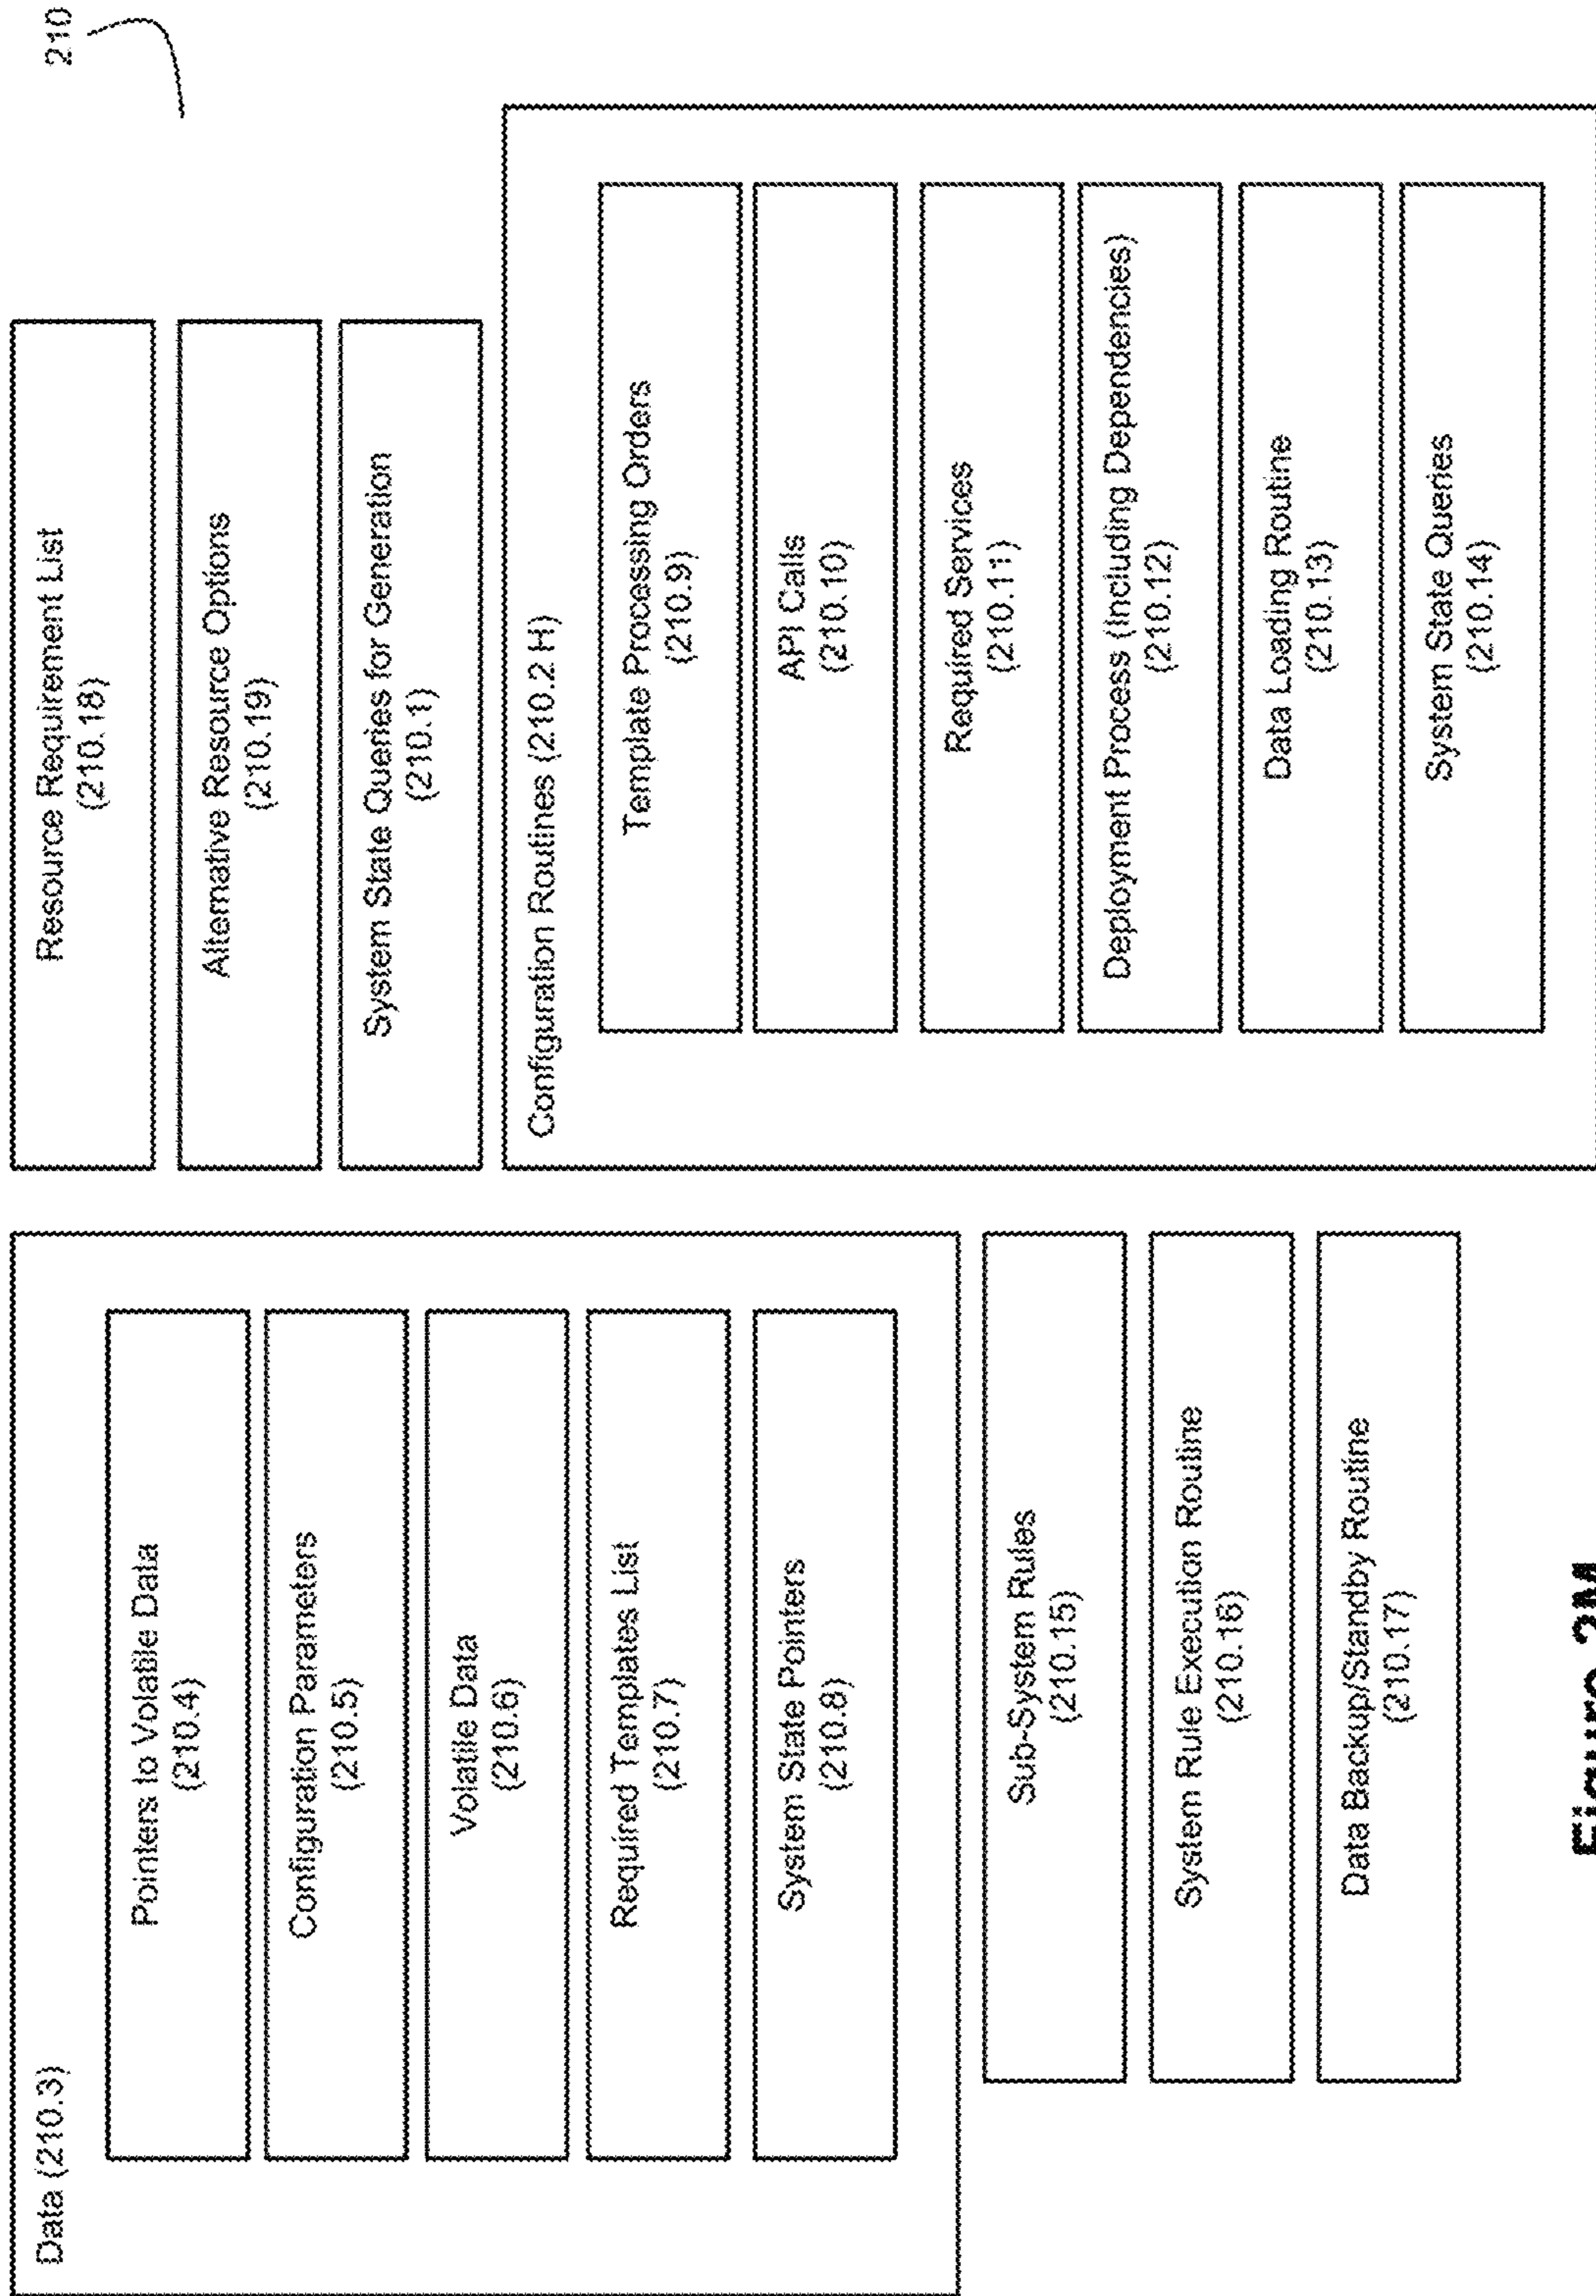 210
Data (210.3)
Pointers to Volatile Data
(210.4)
Configuration Parameters
(210.5)
Volatile Data
(210.6)
Required Templates List
(210.7)
System State Pointers
(210.8)
Sub-System Rules
(210.15)
System Rule Execution Routine
(210.16)
Data Backup/Standby Routine
(210.17)
Resource Requirement List
(210.18)
Alternative Resource Options
(210.19)
System State Queries for Generation
(210.1)
Configuration Routines (210.2 H)
Template Processing Orders
(210.9)
API Calls
(210.10)
Required Services
(210.11)
Deployment Process (Including Dependencies)
(210.12)
Data Loading Routine
(210.13)
System State Queries
(210.14)
Figure 2M